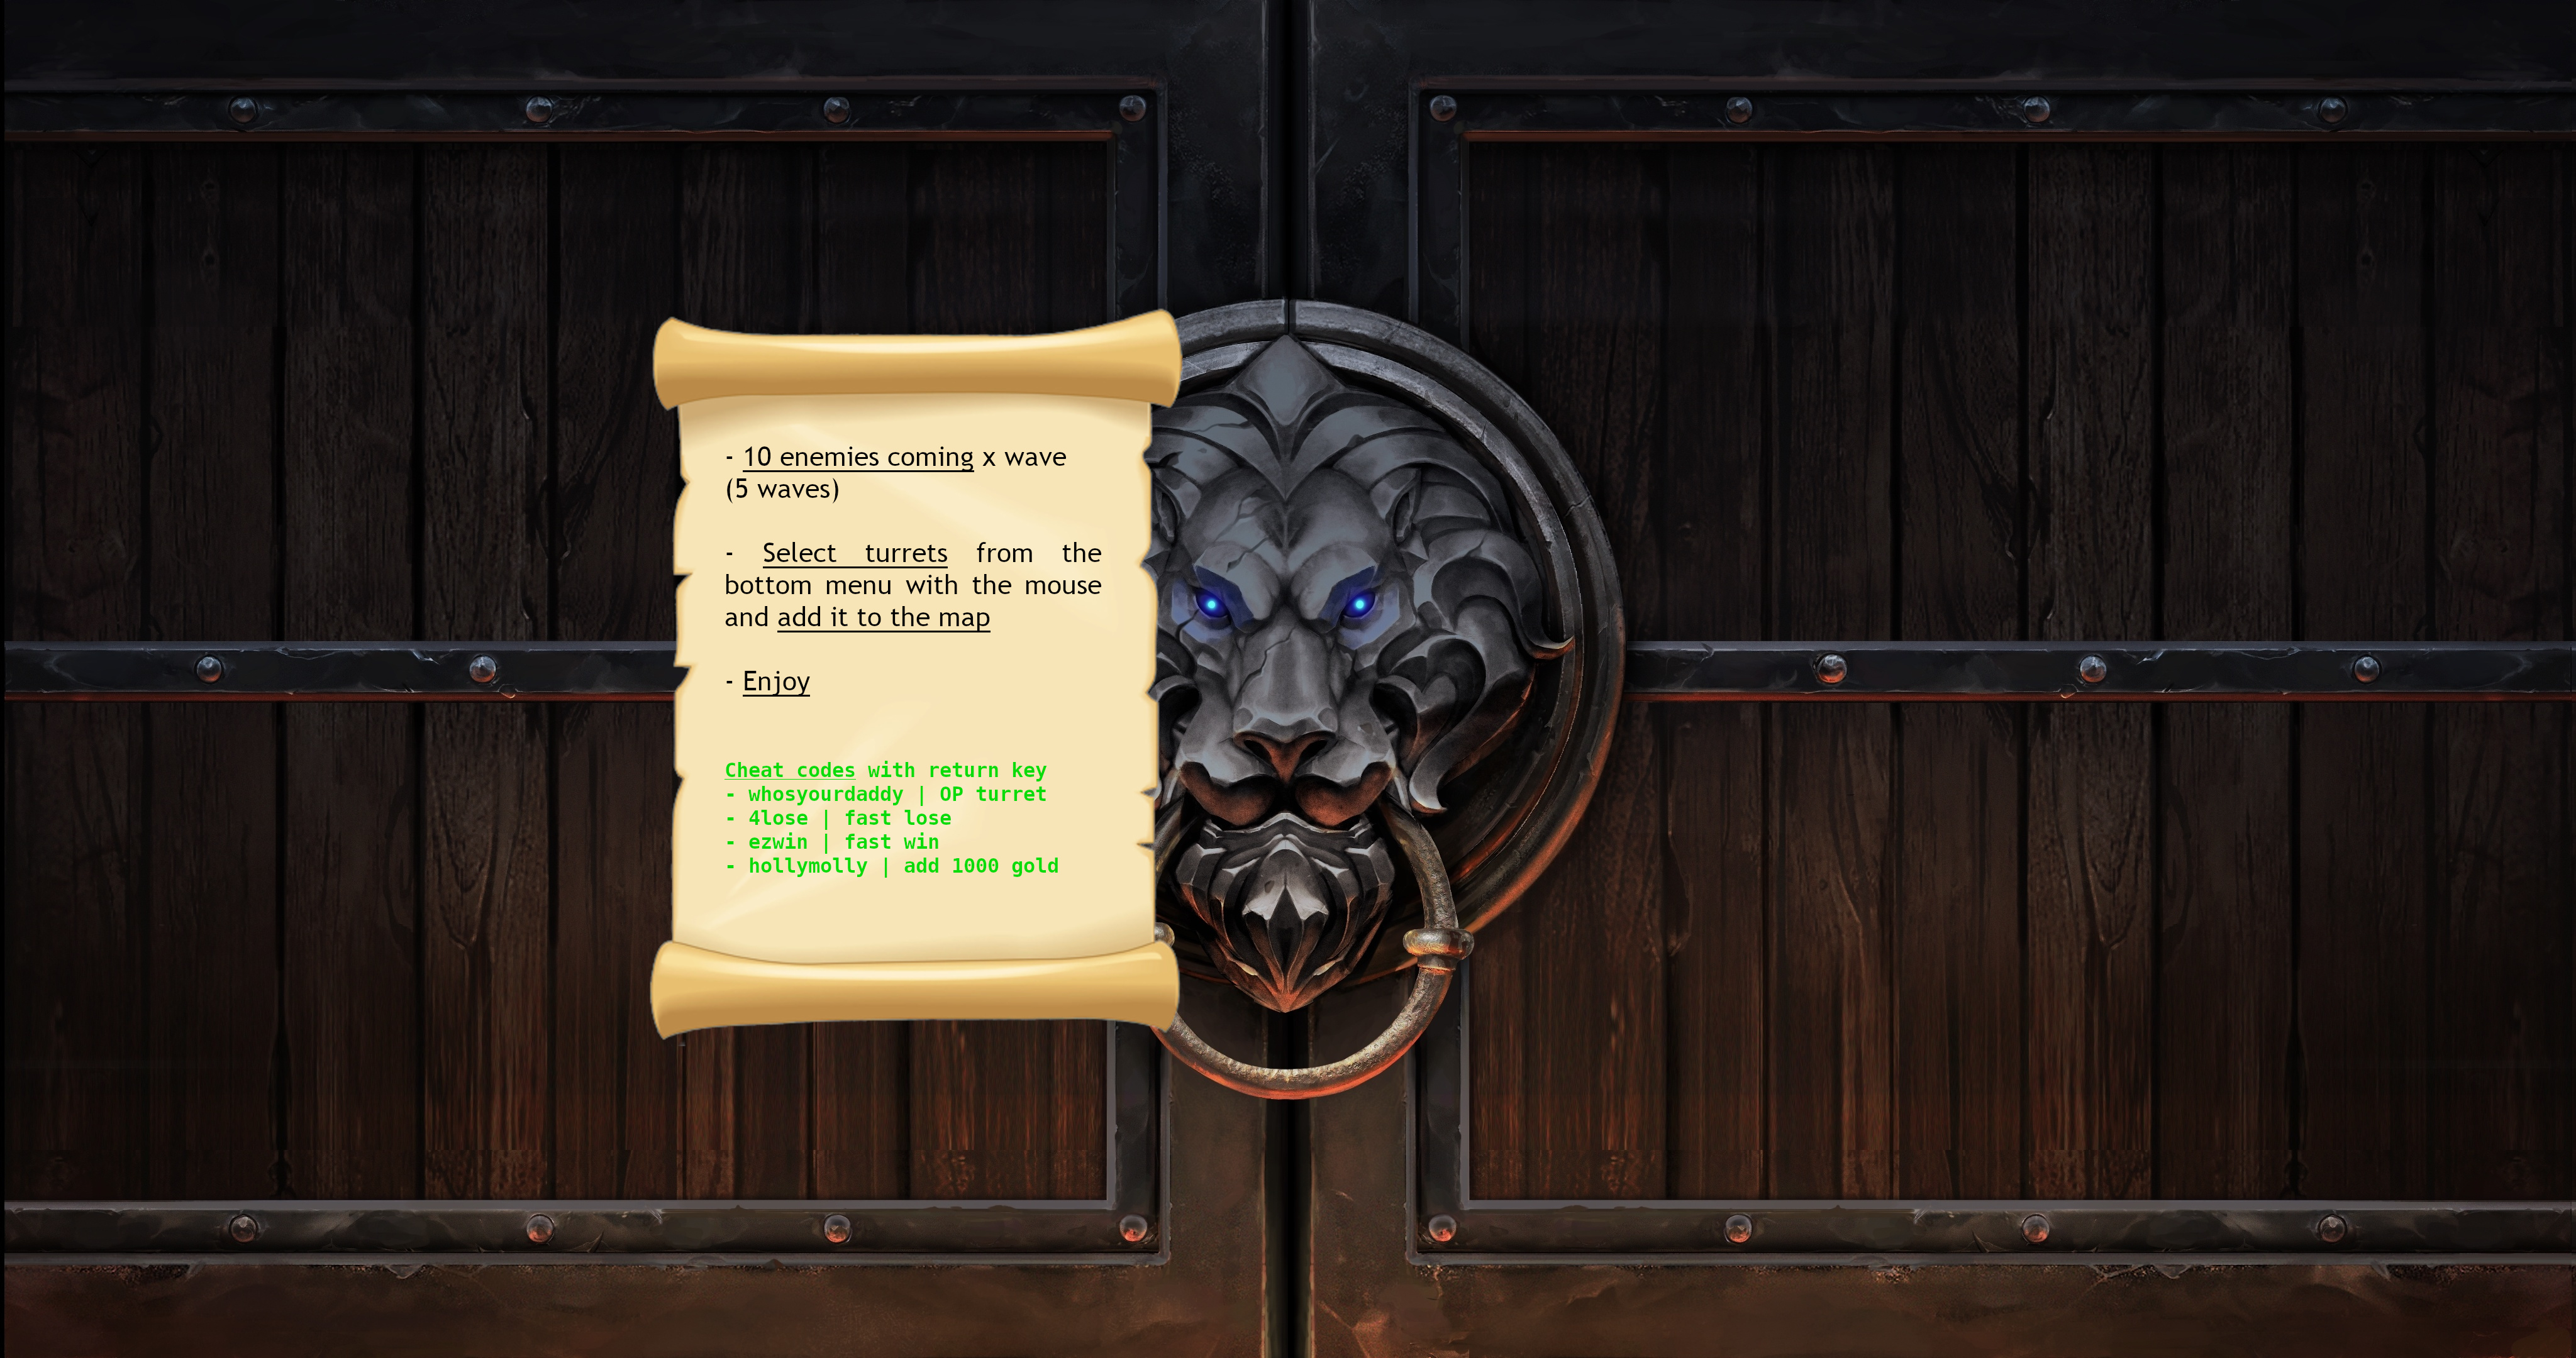 - 10 enemies coming x wave
(5 waves)
- Select turrets from the
bottom menu with the mouse
and add it to the map
- Enjoy
Cheat codes with return key
- whosyourdaddy | OP turret
- 4lose | fast lose
- ezwin | fast win
- hollymolly | add 1000 gold